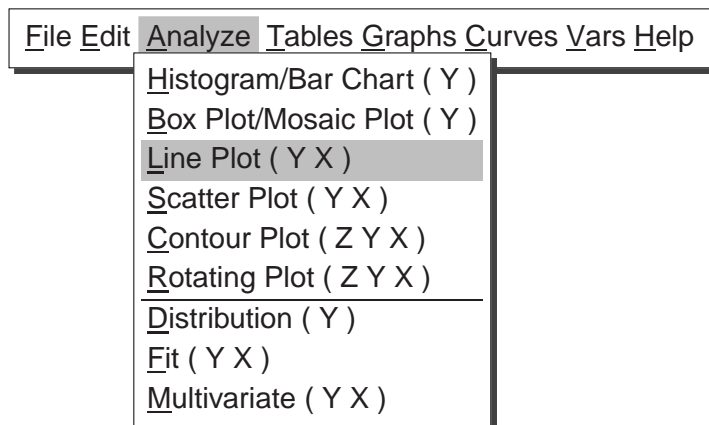 File Edit Analyze Tables Graphs Curves Vars Help
Histogram/Bar Chart ( Y )
Box Plot/Mosaic Plot ( Y )
Line Plot ( Y X )
Scatter Plot ( Y X )
Contour Plot ( Z Y X )
Rotating Plot ( Z Y X )
Distribution ( Y )
Fit ( Y X )
Multivariate ( Y X )